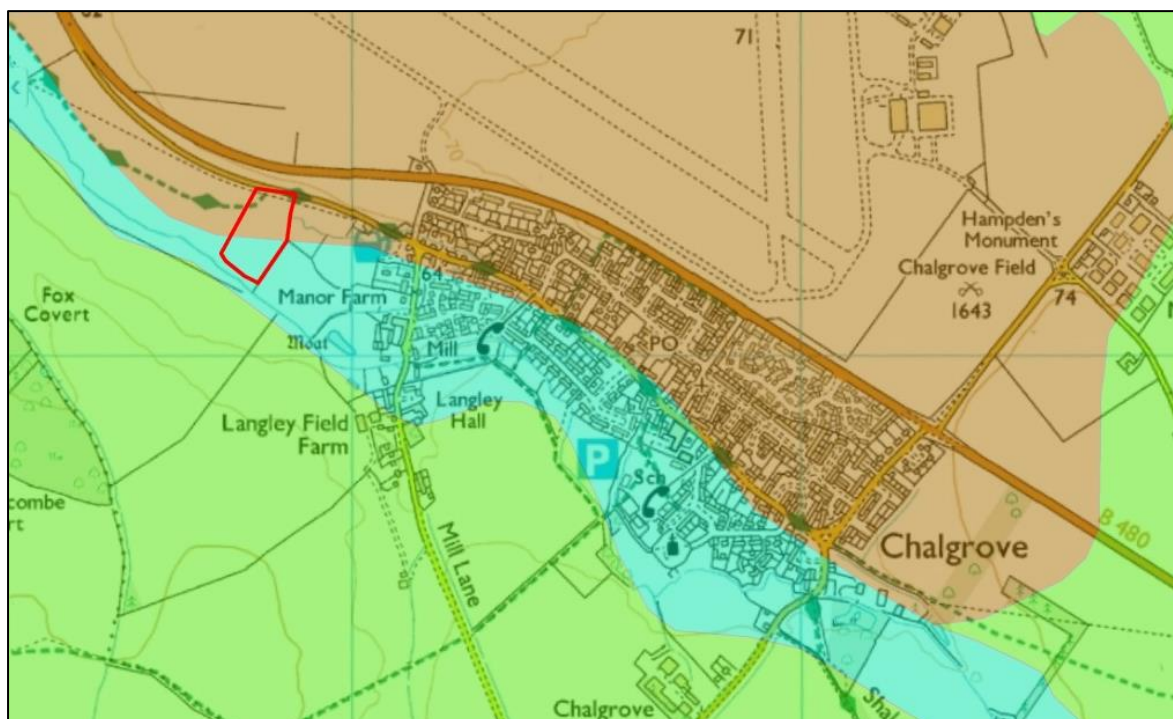 71
70
Hampden's
Monument
Chalgrove Field
1643
74
64
Fox
Covert
Manor Farm
Moat
Mill
PO
Langley
Hall
Langley Field
Farm
P
Sch
Mill Lane
Chalgrove
B 480
Chalgrove